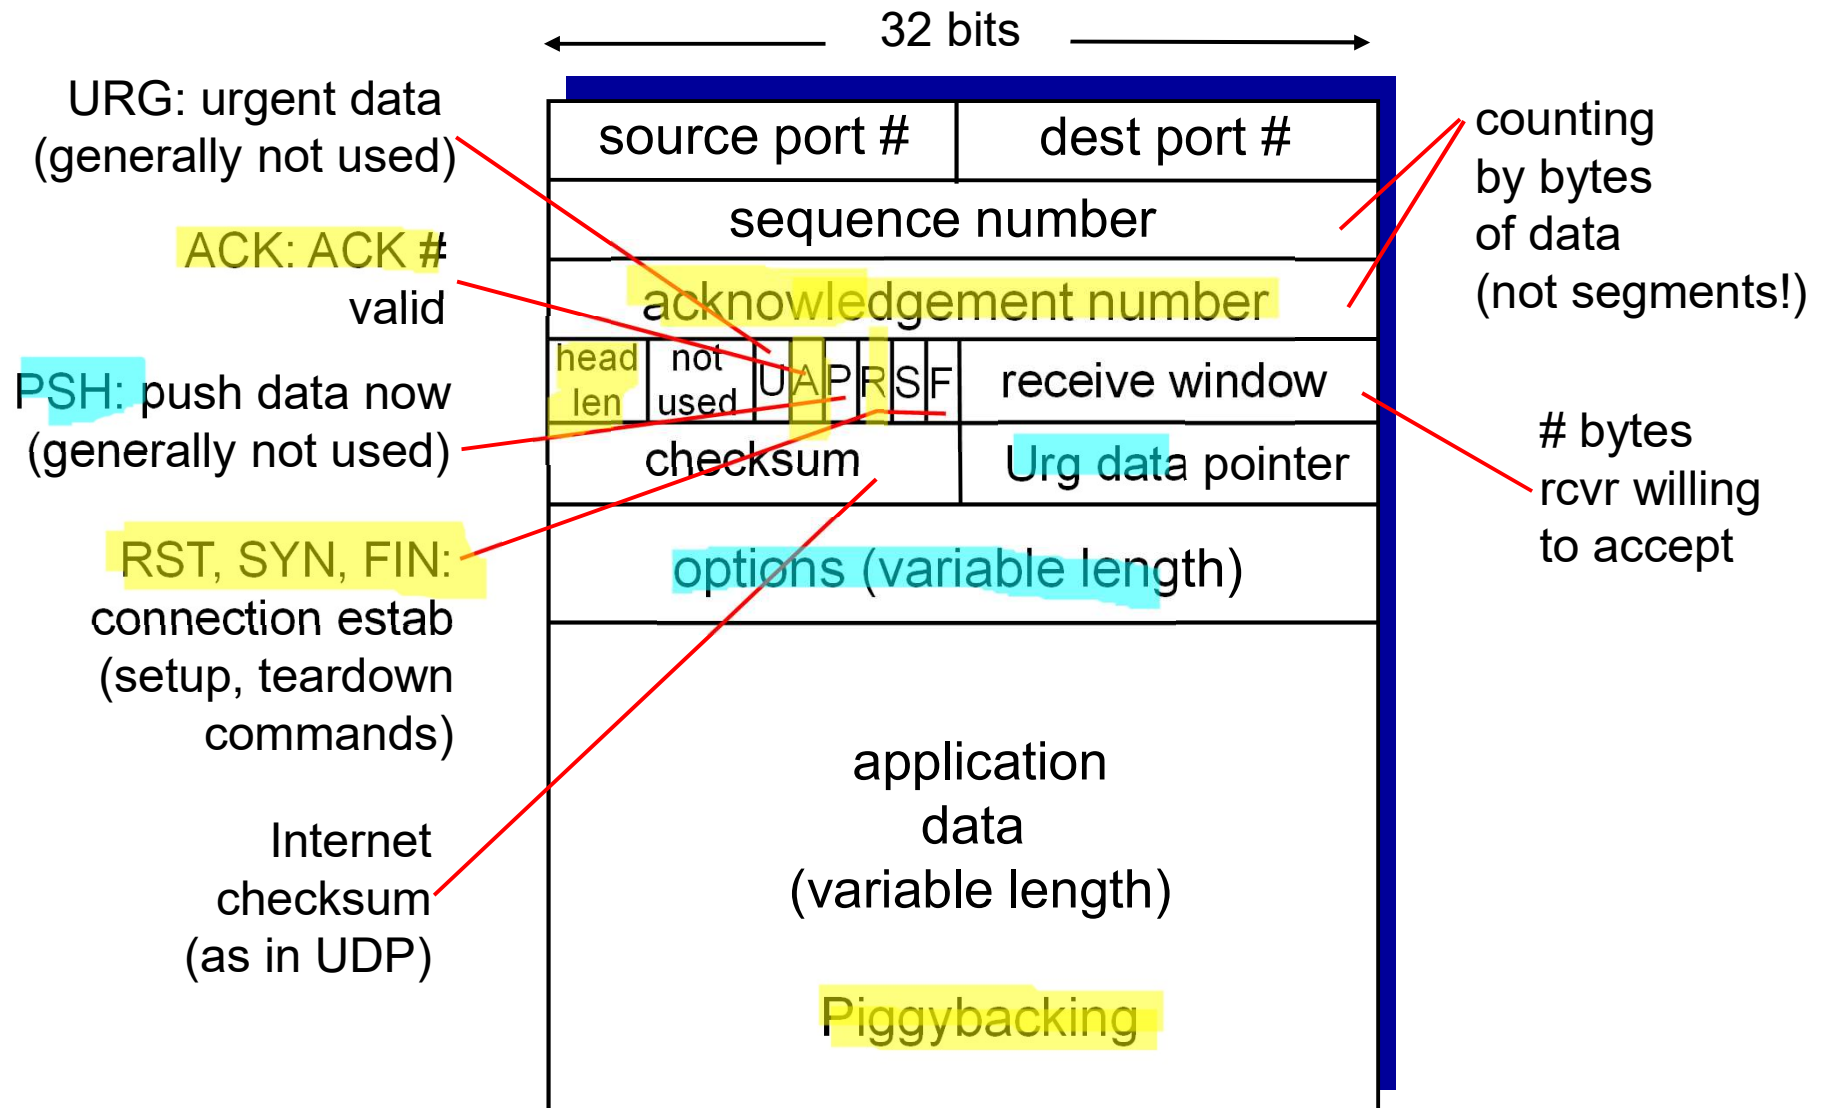 32 bits
URG: urgent data
(generally not used)
ACK: ACK #
valid
PSH: push data now
(generally not used)
RST, SYN, FIN:
connection estab
(setup, teardown
commands)
Internet
checksum
(as in UDP)
source port #
dest port #
sequence number
acknowledgement number
head
len
not
used
U
A
P
R
S
F
receive window
checksum
Urg data pointer
options (variable length)
application
data
(variable length)
Piggybacking
counting
by bytes
of data
(not segments!)
# bytes
rcvr willing
to accept